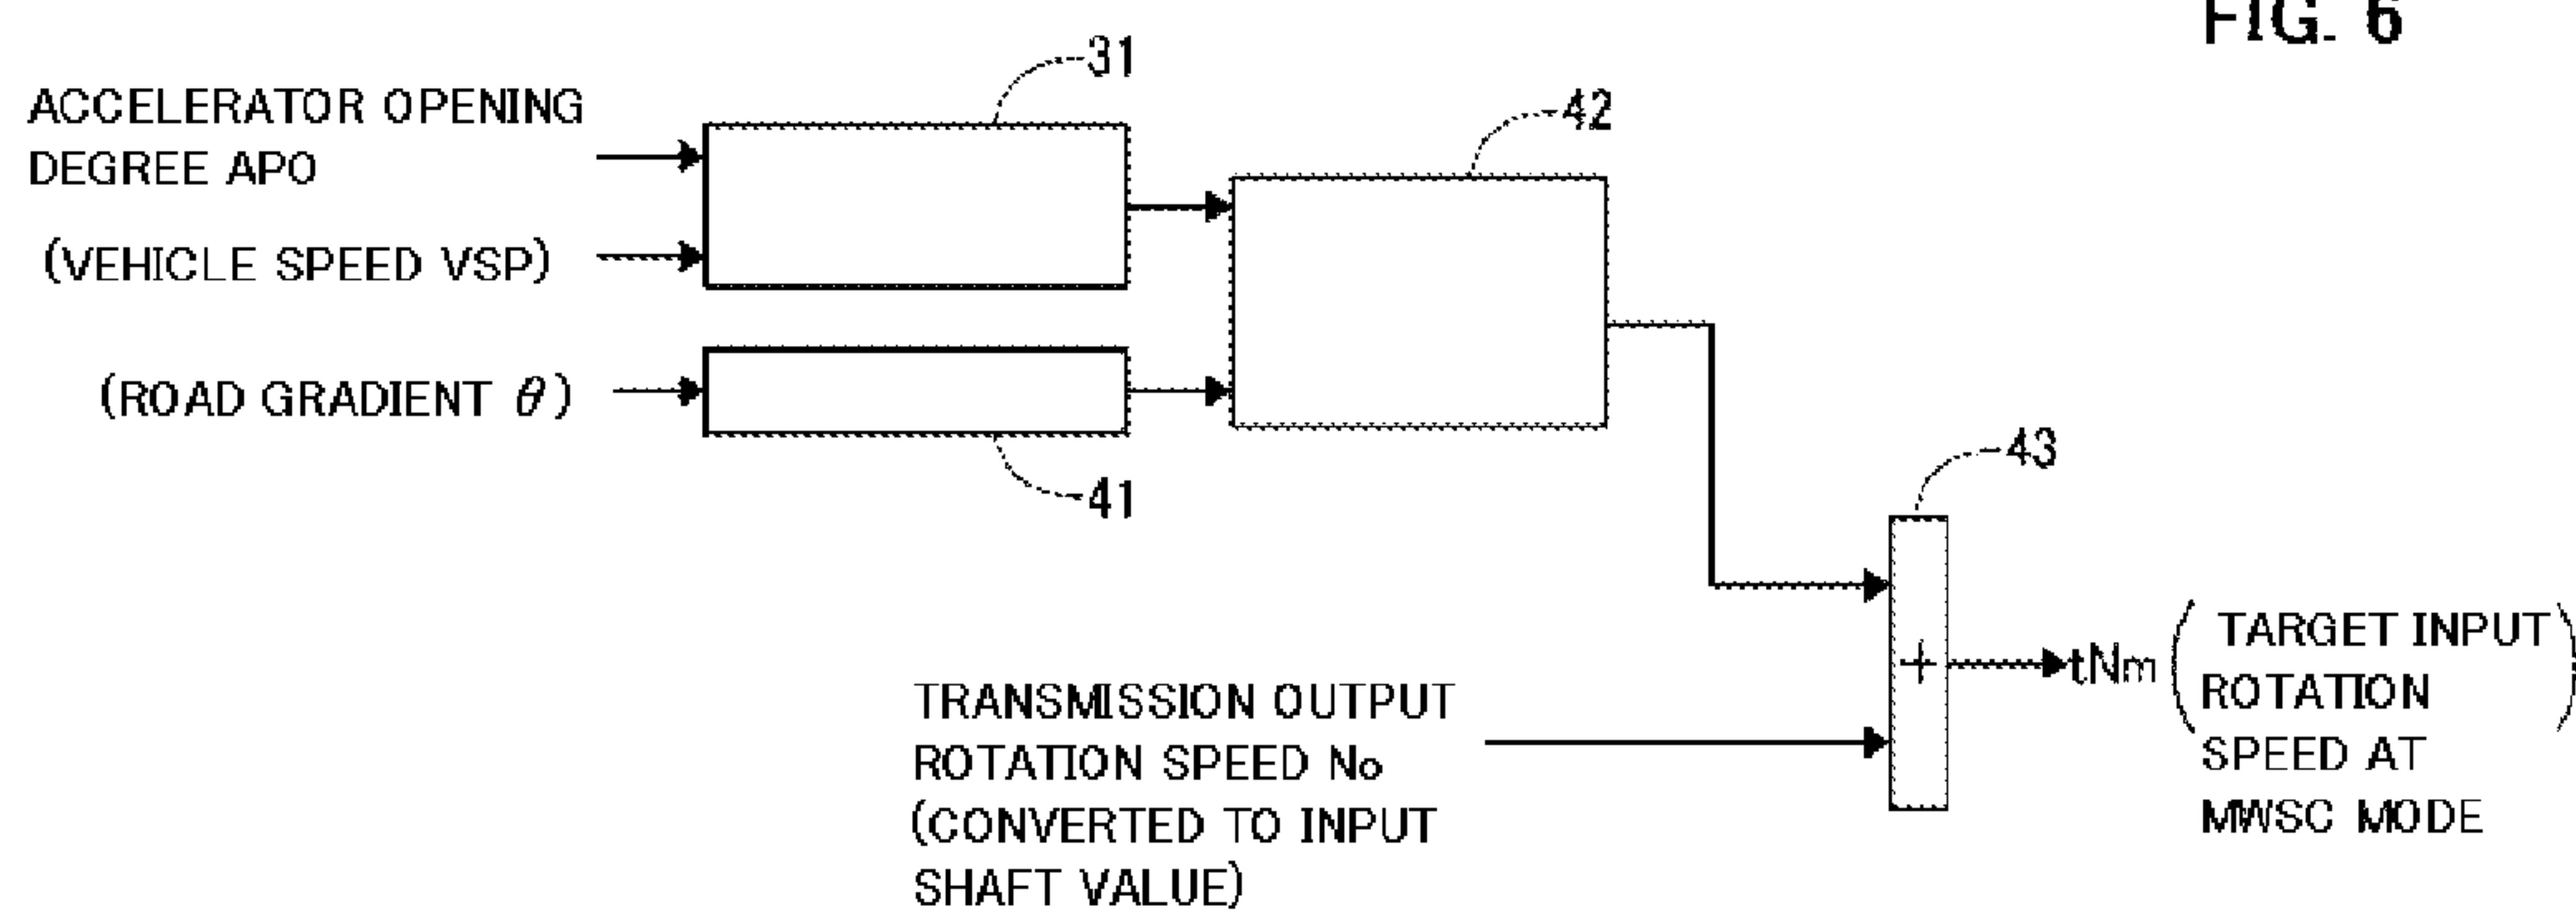 FIG. 6
31
ACCELERATOR OPENING
DEGREE APO
42
(VEHICLE SPEED VSP)
(ROAD GRADIENT θ)
41
43
TRANSMISSION OUTPUT
ROTATION SPEED No
(CONVERTED TO INPUT
SHAFT VALUE)
+
tNm
(TARGET INPUT)
ROTATION
SPEED AT
MWSC MODE